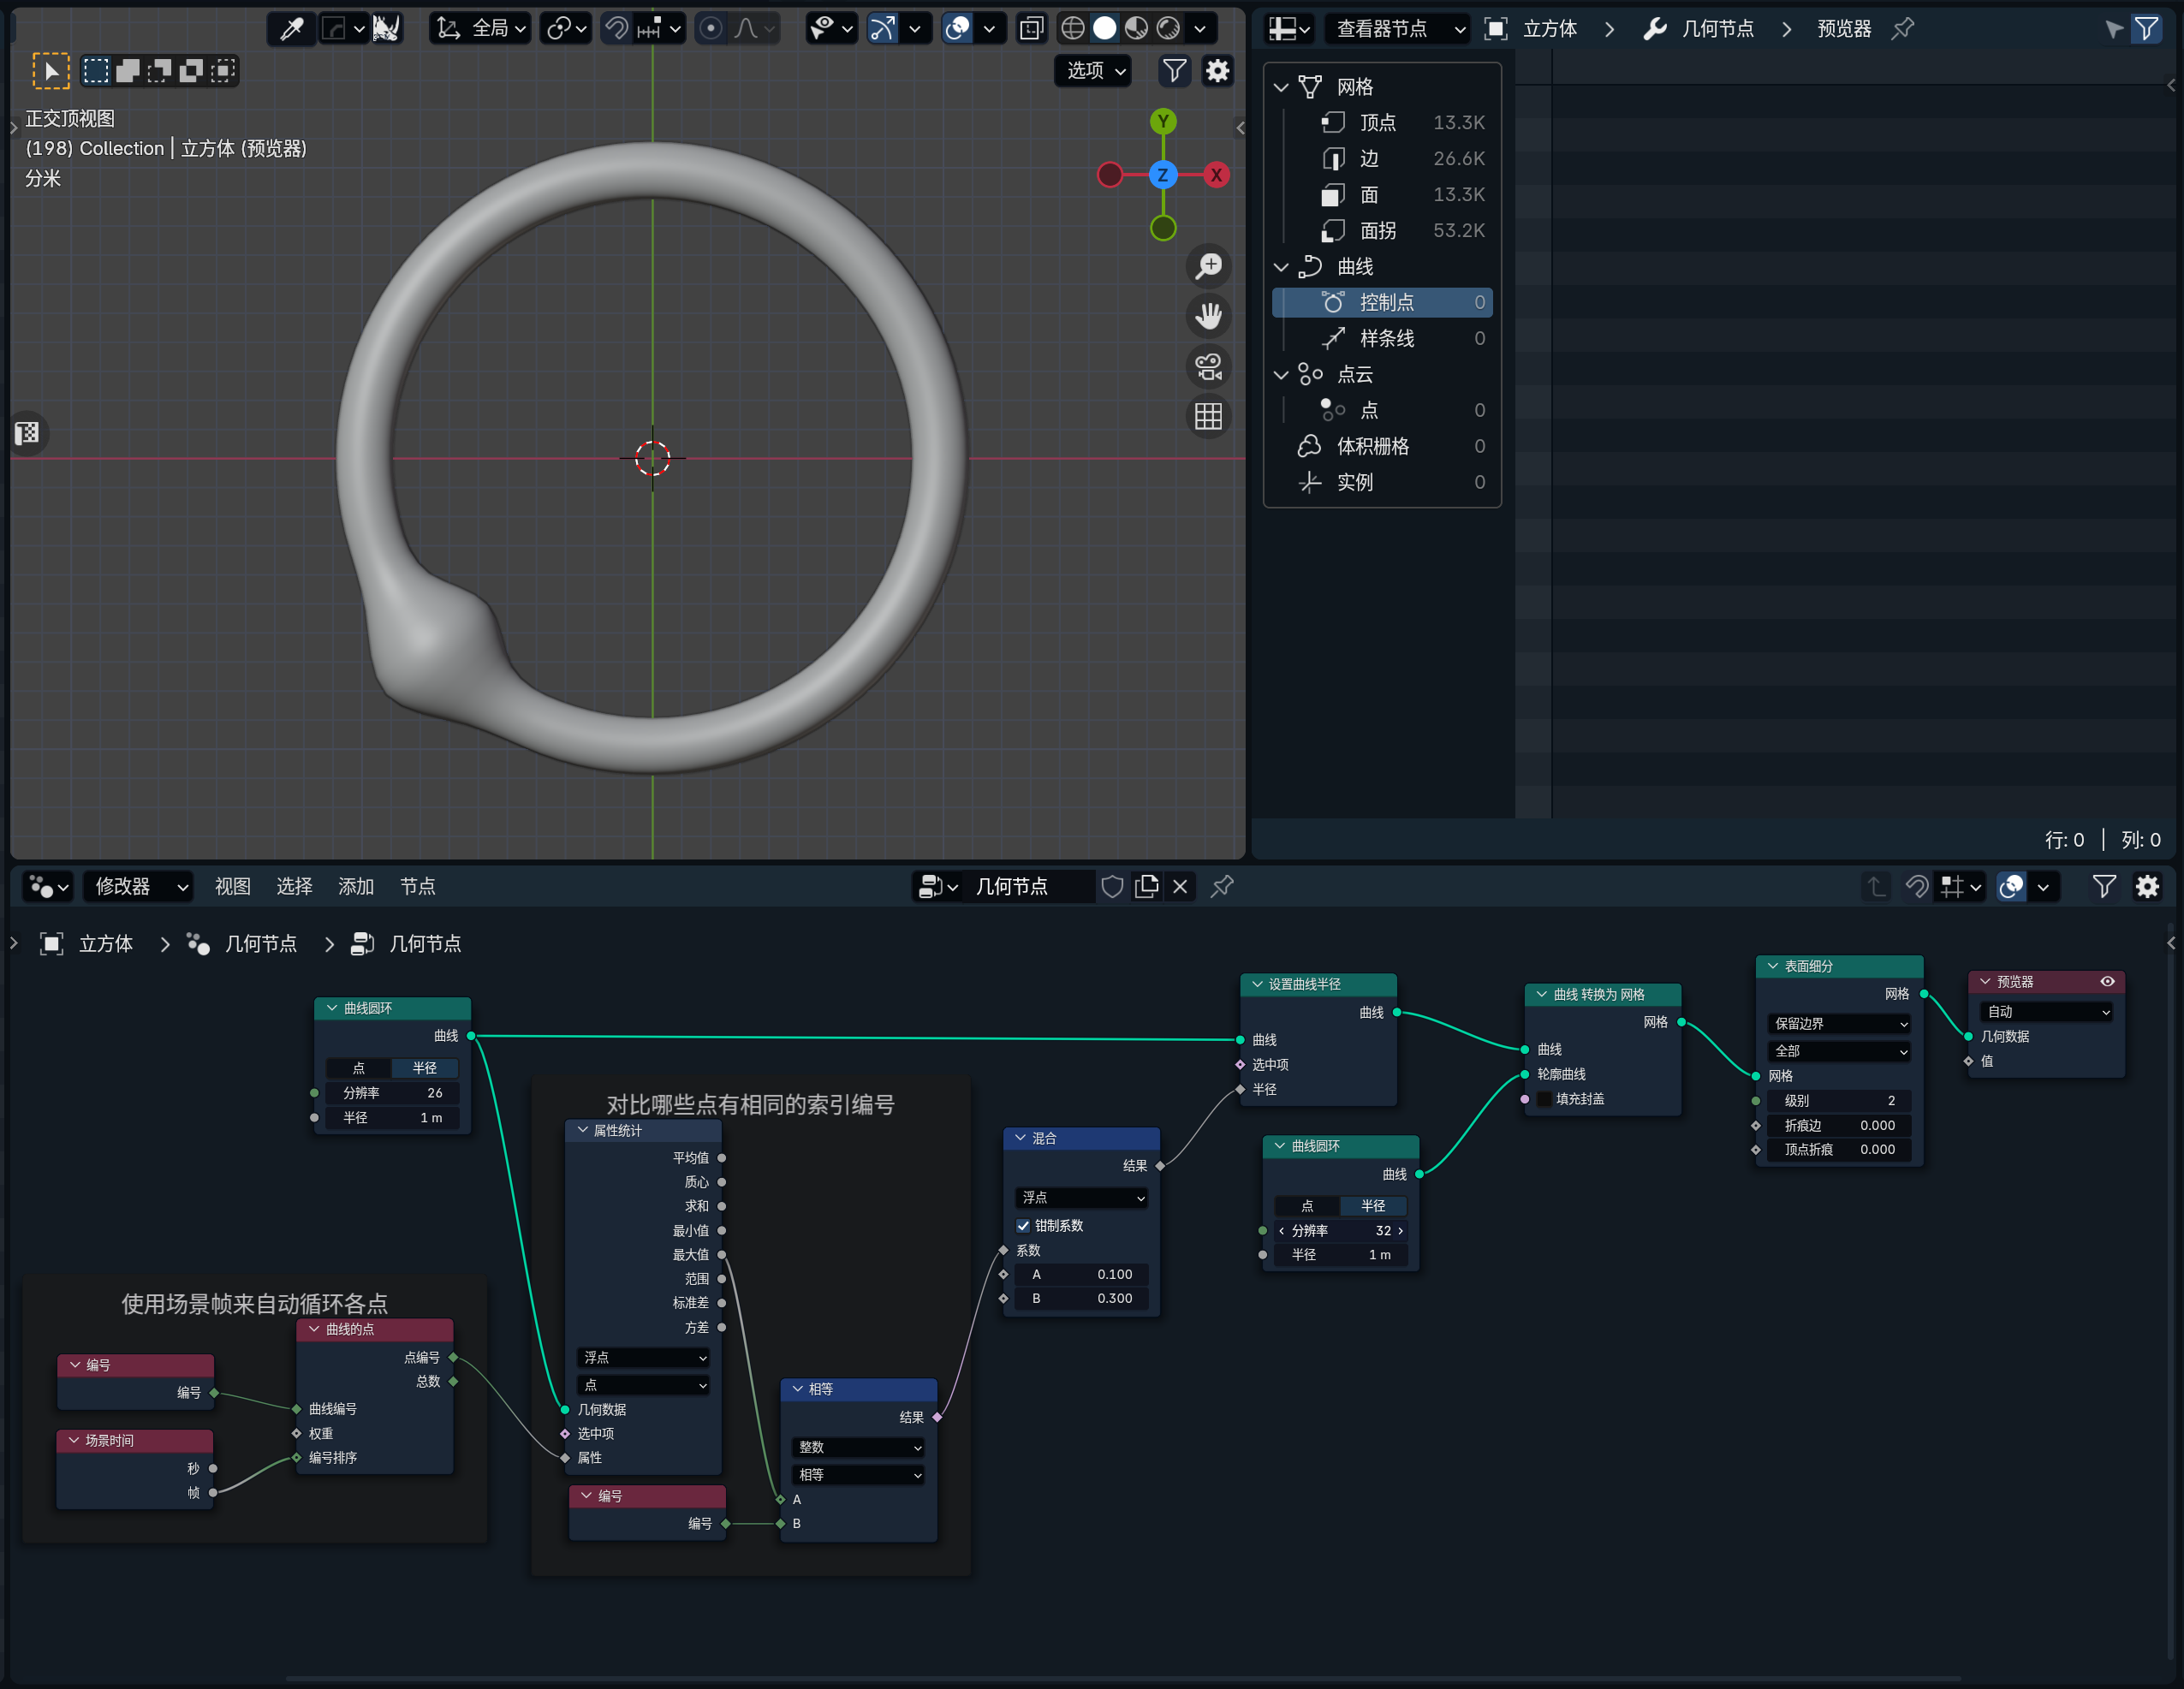 全局
选项
正交顶视图
(198) Collection | 立方体 (预览器)
分米
Y
Z
X
查看器节点
立方体
几何节点
预览器
网格
顶点 13.3K
边 26.6K
面 13.3K
面拐 53.2K
曲线
控制点 0
样条线 0
点云
点 0
体积栅格 0
实例 0
行: 0 | 列: 0
修改器
视图
选择
添加
节点
几何节点
立方体
几何节点
几何节点
曲线圆环
曲线
点 半径
分辨率 26
半径 1 m
使用场景帧来自动循环各点
编号
编号
场景时间
秒
帧
曲线的点
点编号
总数
曲线编号
权重
编号排序
对比哪些点有相同的索引编号
属性统计
平均值
质心
求和
最小值
最大值
范围
标准差
方差
浮点
点
几何数据
选中项
属性
编号
编号
相等
结果
整数
相等
A
B
混合
结果
浮点
钳制系数
系数
A 0.100
B 0.300
设置曲线半径
曲线
曲线
选中项
半径
曲线圆环
曲线
点 半径
分辨率 32
半径 1 m
曲线 转换为 网格
网格
曲线
轮廓曲线
填充封盖
表面细分
网格
保留边界
全部
网格
级别 2
折痕边 0.000
顶点折痕 0.000
预览器
自动
几何数据
值